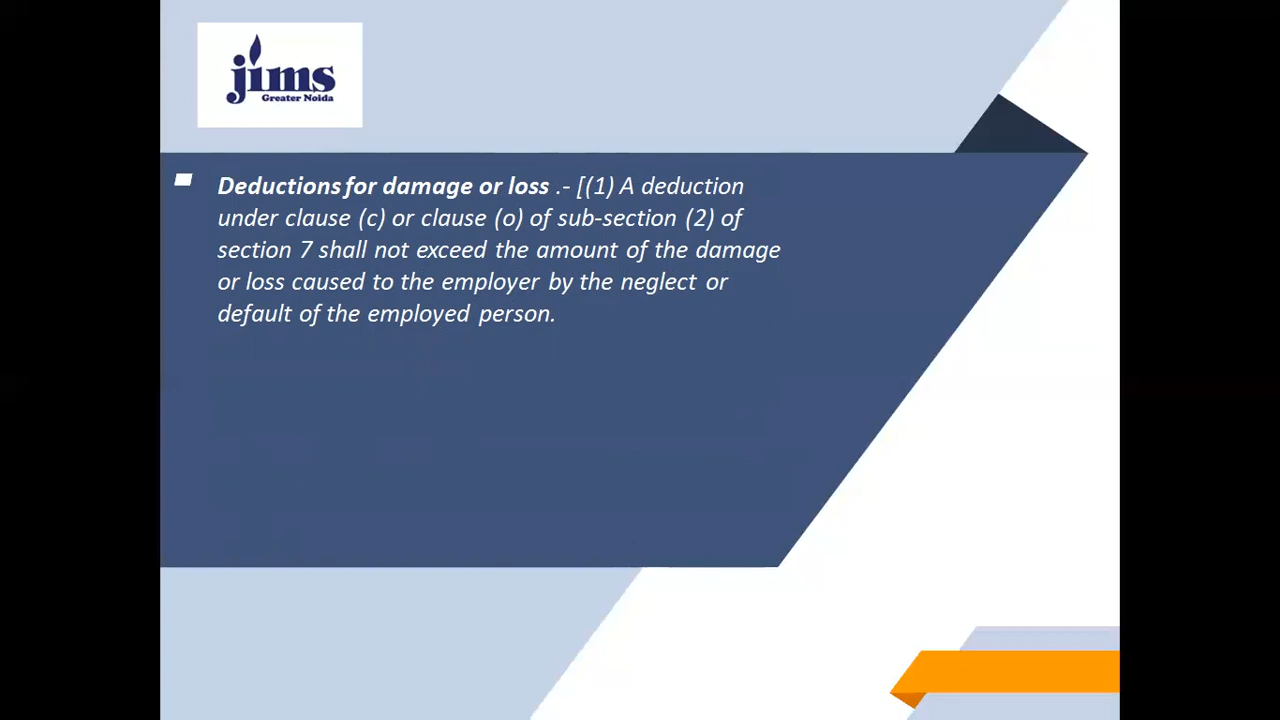 jims
Greater Noida
Deductions for damage or loss .- [(1) A deduction
under clause (c) or clause (o) of sub-section (2) of
section 7 shall not exceed the amount of the damage
or loss caused to the employer by the neglect or
default of the employed person.